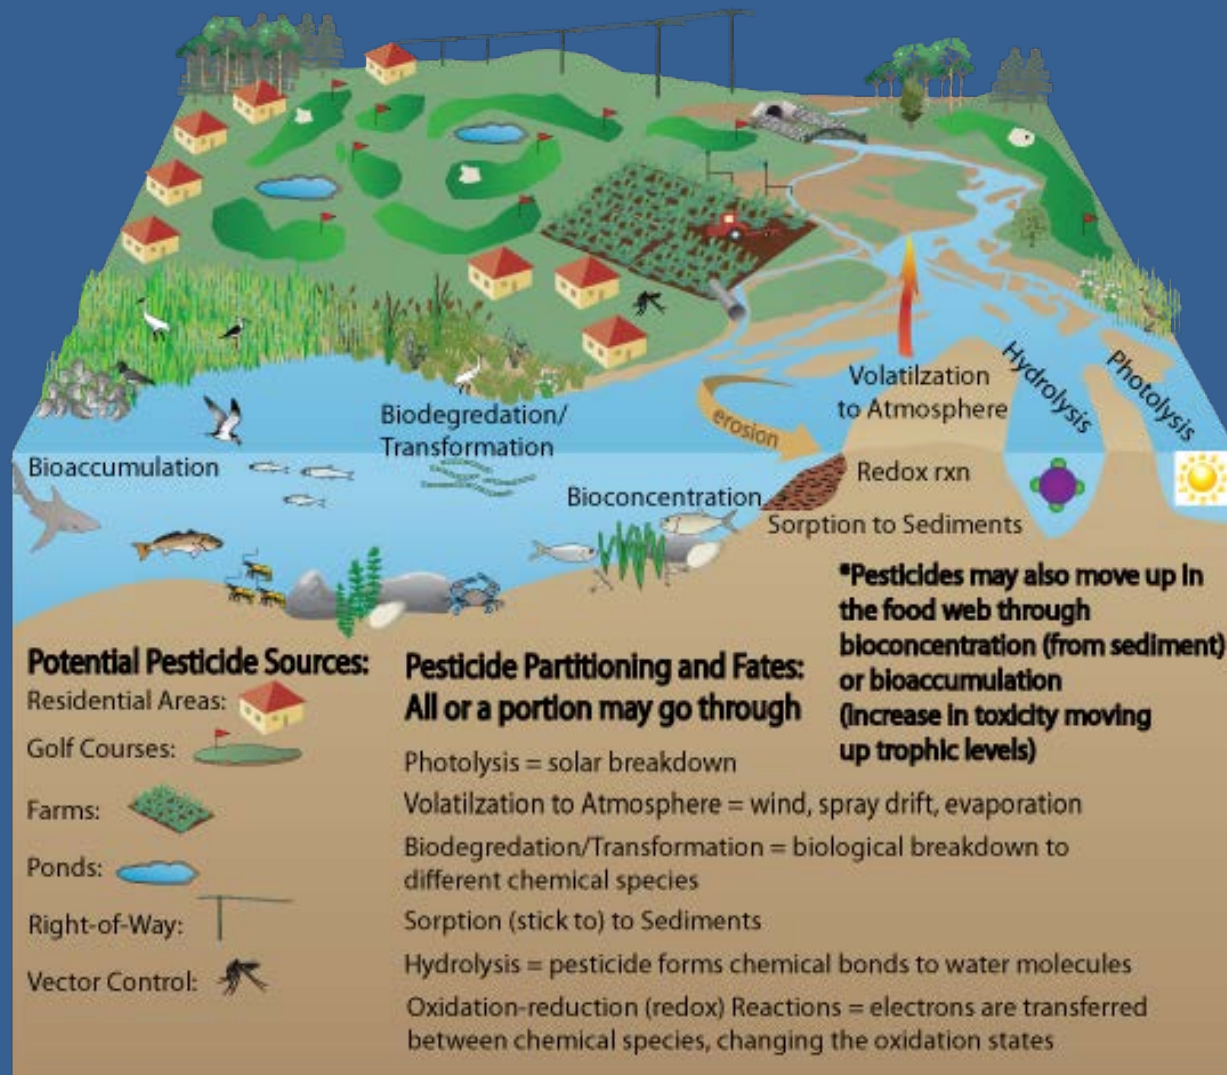 Volatilzation
to Atmosphere
Hydrolysis
Photolysis
Biodegredation/
Transformation
erosion
Bioaccumulation
Redox rxn
Bioconcentration
Sorption to Sediments
*Pesticides may also move up in
the food web through
bioconcentration (from sediment)
or bioaccumulation
(increase in toxicity moving
up trophic levels)
Potential Pesticide Sources:
Residential Areas:
Golf Courses:
Farms:
Ponds:
Right-of-Way:
Vector Control:
Pesticide Partitioning and Fates:
All or a portion may go through
Photolysis = solar breakdown
Volatilzation to Atmosphere = wind, spray drift, evaporation
Biodegredation/Transformation = biological breakdown to
different chemical species
Sorption (stick to) to Sediments
Hydrolysis = pesticide forms chemical bonds to water molecules
Oxidation-reduction (redox) Reactions = electrons are transferred
between chemical species, changing the oxidation states